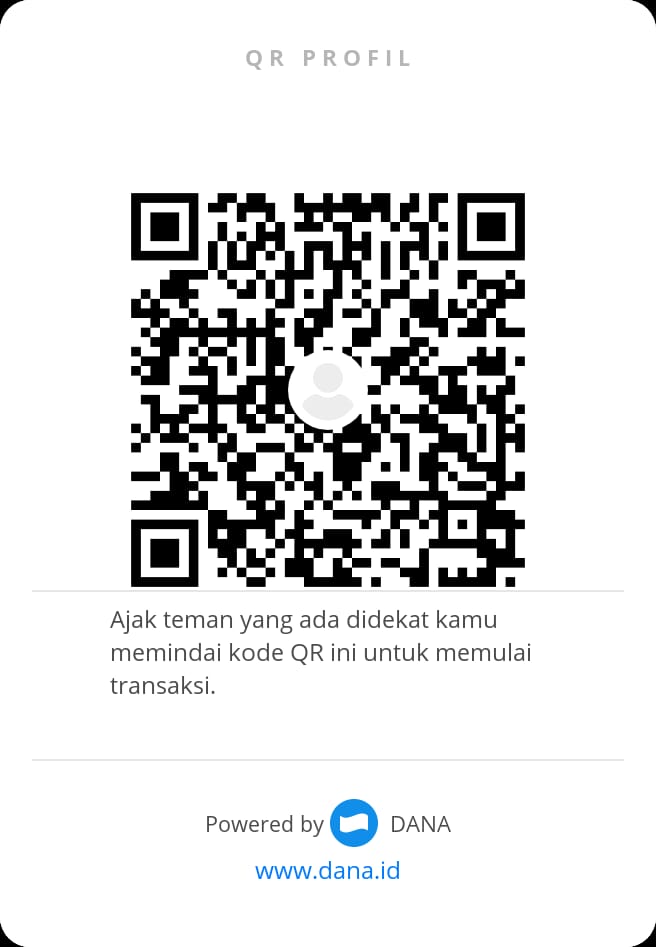 QR PROFIL
Ajak teman yang ada didekat kamu
memindai kode QR ini untuk memulai
transaksi.
Powered by DANA
www.dana.id